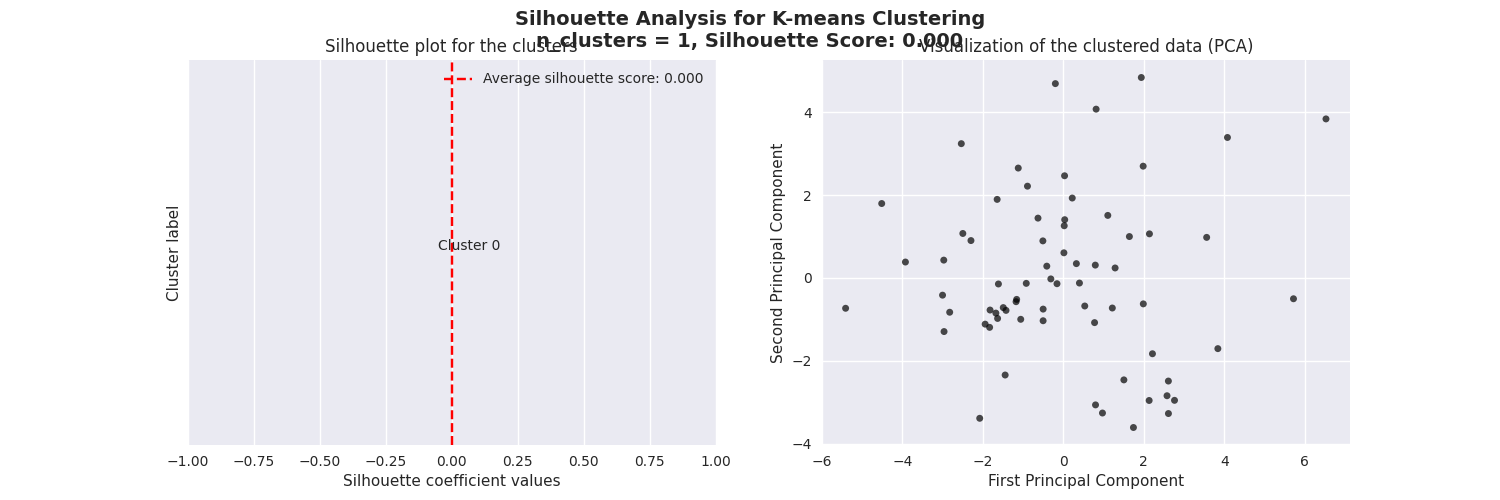 Silhouette Analysis for K-means Clustering
n_clusters = 1, Silhouette Score: 0.000
Silhouette plot for the clusters
Average silhouette score: 0.000
Cluster 0
Cluster label
−1.00 −0.75 −0.50 −0.25 0.00 0.25 0.50 0.75 1.00
Silhouette coefficient values
Visualization of the clustered data (PCA)
Second Principal Component
4
2
0
−2
−4
−6 −4 −2 0 2 4 6
First Principal Component